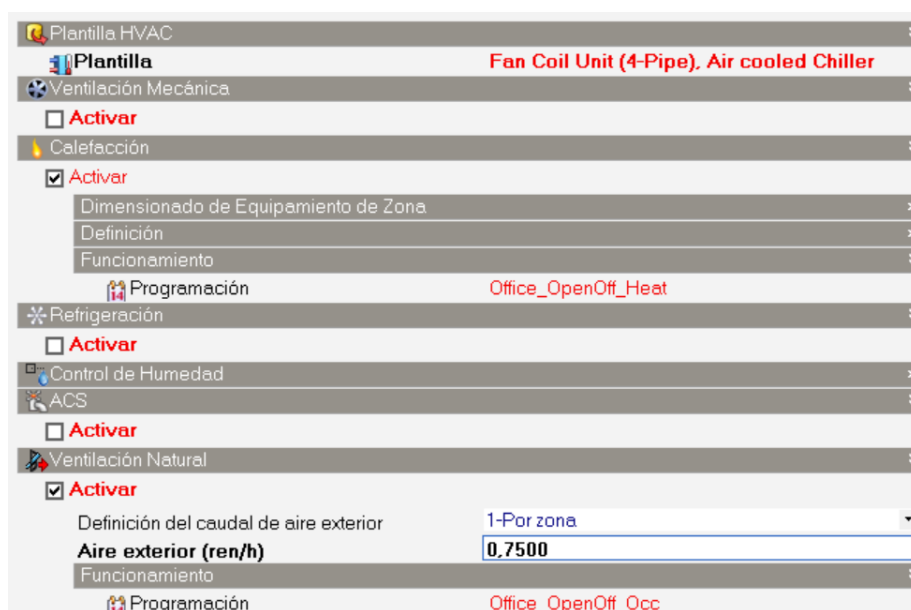 Plantilla HVAC
Plantilla Fan Coil Unit (4-Pipe), Air cooled Chiller
Ventilación Mecánica
Activar
Calefacción
Activar
Dimensionado de Equipamiento de Zona
Definición
Funcionamiento
14 Programación Office_OpenOff_Heat
Refrigeración
Activar
Control de Humedad
ACS
Activar
Ventilación Natural
Activar
Definición del caudal de aire exterior 1-Por zona
Aire exterior (ren/h) 0,7500
Funcionamiento
Programación Office_OpenOff_Occ